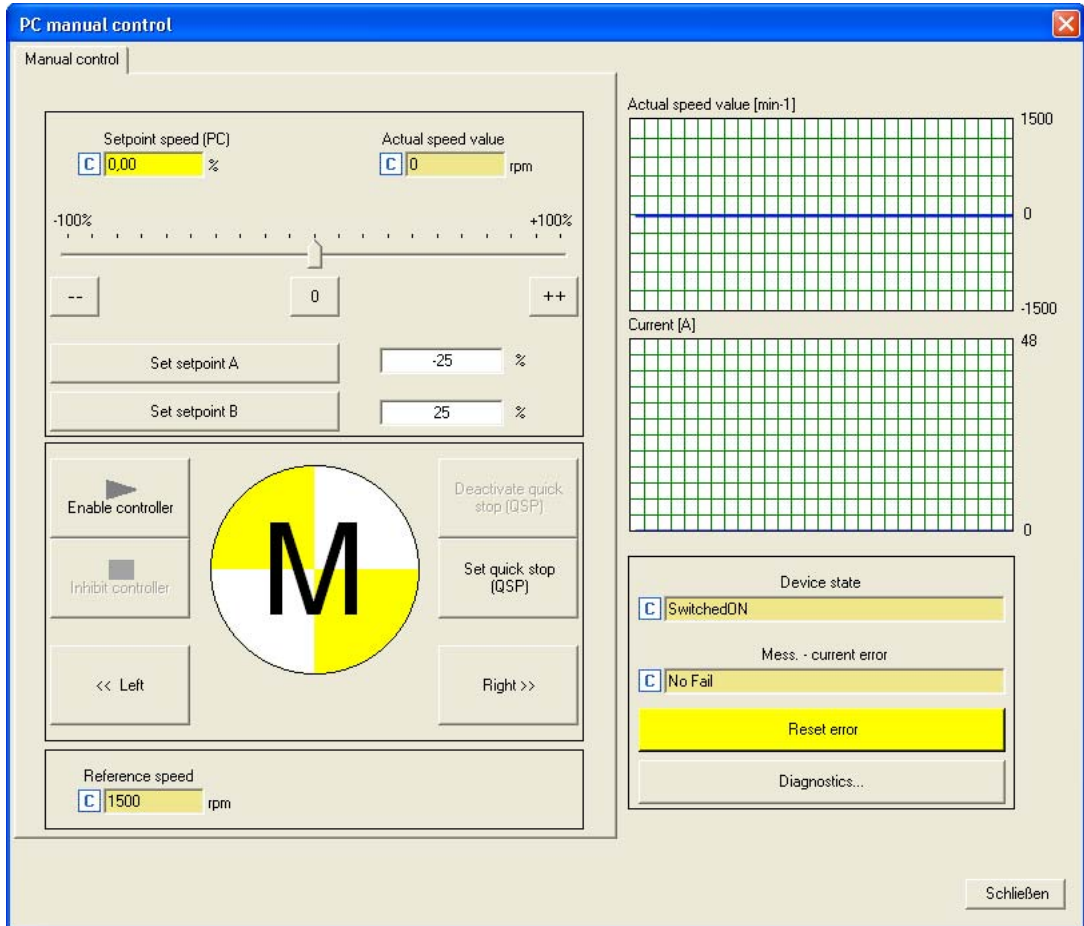 PC manual control
Manual control
Setpoint speed (PC)
C 0,00 %
Actual speed value
C 0 rpm
-100% +100%
-- 0 ++
Set setpoint A -25 %
Set setpoint B 25 %
Enable controller
Inhibit controller
M
Deactivate quick
stop (QSP)
Set quick stop
(QSP)
<< Left
Right >>
Reference speed
C 1500 rpm
Actual speed value [min-1]
1500
0
-1500
Current [A]
48
0
Device state
C SwitchedON
Mess. - current error
C No Fail
Reset error
Diagnostics...
Schließen